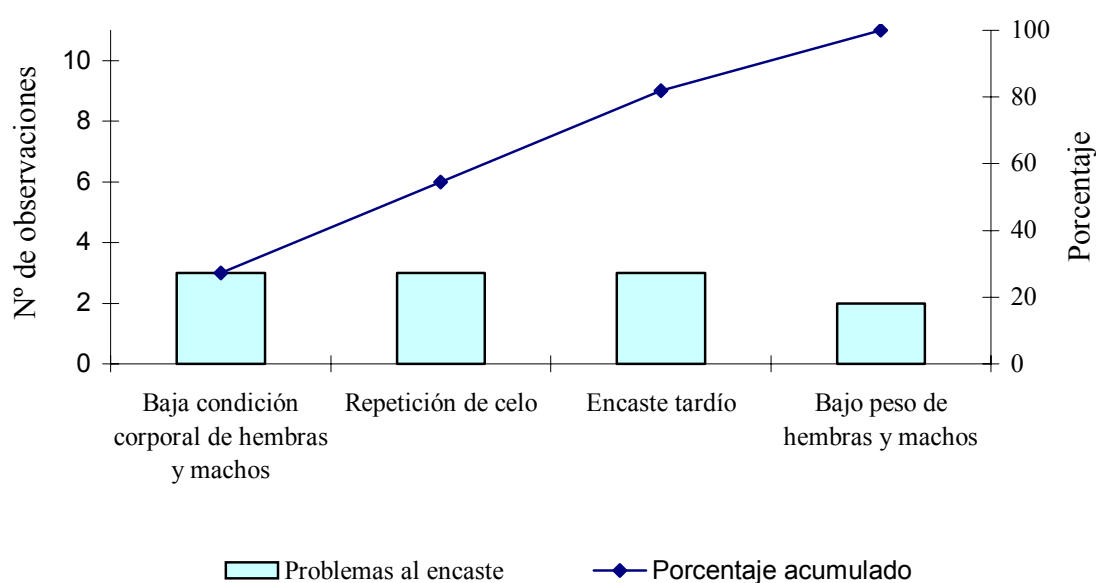 Nº de observaciones
10
8
6
4
2
0
100
80
60
40
20
0
Porcentaje
Baja condición
corporal de hembras
y machos
Repetición de celo
Encaste tardío
Bajo peso de
hembras y machos
Problemas al encaste
Porcentaje acumulado